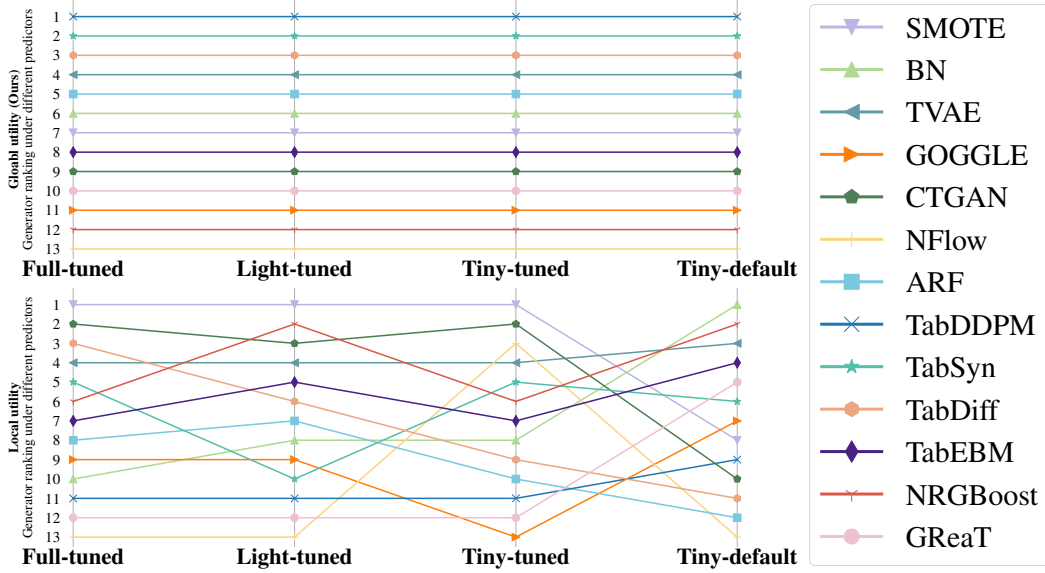 Gloabl utility (Ours)
Generator ranking under different predictors
1
2
3
4
5
6
7
8
9
10
11
12
13
Full-tuned
Light-tuned
Tiny-tuned
Tiny-default
Local utility
Generator ranking under different predictors
1
2
3
4
5
6
7
8
9
10
11
12
13
Full-tuned
Light-tuned
Tiny-tuned
Tiny-default
SMOTE
BN
TVAE
GOGGLE
CTGAN
NFlow
ARF
TabDDPM
TabSyn
TabDiff
TabEBM
NRGBoost
GReaT